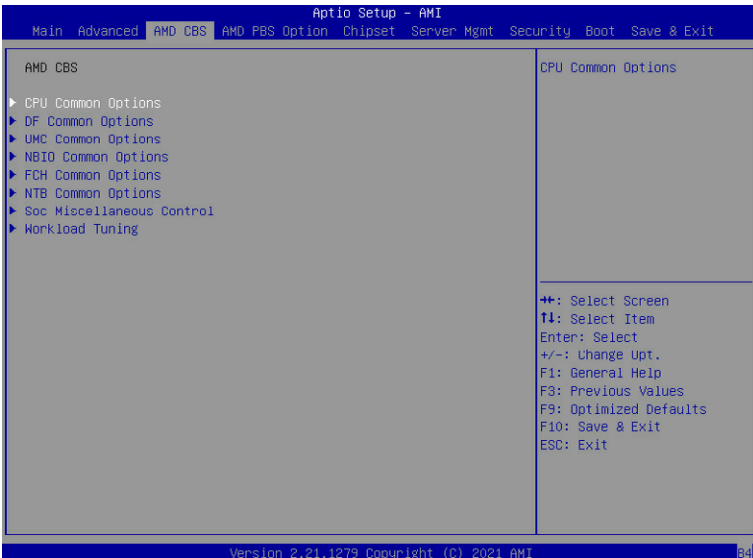 Aptio Setup – AMI
Main Advanced AMD CBS AMD PBS Option Chipset Server Mgmt Security Boot Save & Exit
AMD CBS
CPU Common Options
DF Common Options
UMC Common Options
NBIO Common Options
FCH Common Options
NTB Common Options
Soc Miscellaneous Control
Workload Tuning
CPU Common Options
→←: Select Screen
↑↓: Select Item
Enter: Select
+/-: Change Opt.
F1: General Help
F3: Previous Values
F9: Optimized Defaults
F10: Save & Exit
ESC: Exit
Version 2.21.1279 Copyright (C) 2021 AMI
B4